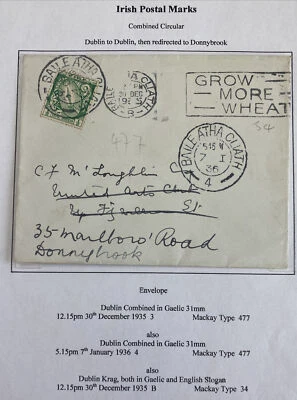 Irish Postal Marks
Combined Circular
Dublin to Dublin, then redirected to Donnybrook
BAILE ATHA CLIATH
DEC
B
GROW
MORE
WHEAT
34
477
BAILE ATHA CLIATH
5.15
7 I
36
4
C F McLoughlin
United Arts Club
St
35 Marlboro' Road
Donnybrook
Envelope
Dublin Combined in Gaelic 31mm
12.15pm 30th December 1935 3 Mackay Type 477
also
Dublin Combined in Gaelic 31mm
5.15pm 7th January 1936 4 Mackay Type 477
also
Dublin Krag, both in Gaelic and English Slogan
12.15pm 30th December 1935 B Mackay Type 34